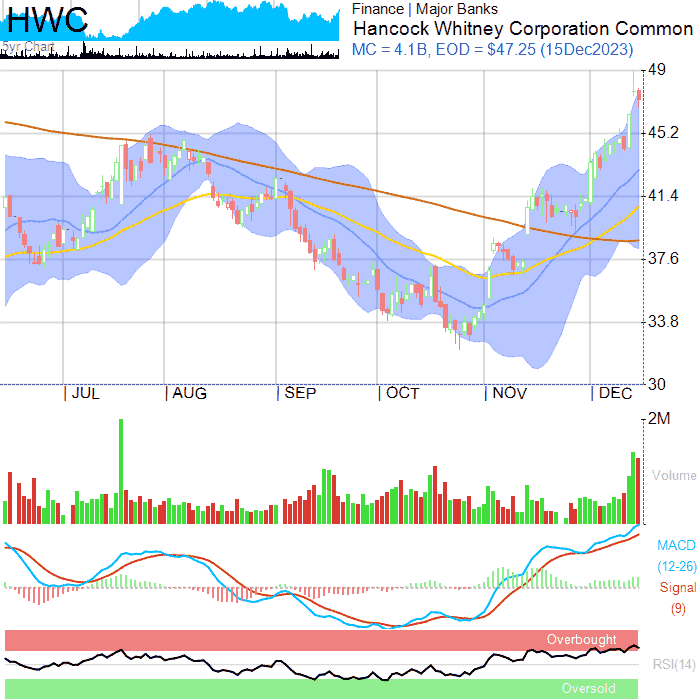 HWC
5yr Chart
Finance | Major Banks
Hancock Whitney Corporation Common
MC = 4.1B, EOD = $47.25 (15Dec2023)
49
45.2
41.4
37.6
33.8
30
| JUL | AUG | SEP | OCT | NOV | DEC
2M
Volume
MACD
(12-26)
Signal
(9)
Overbought
RSI(14)
Oversold